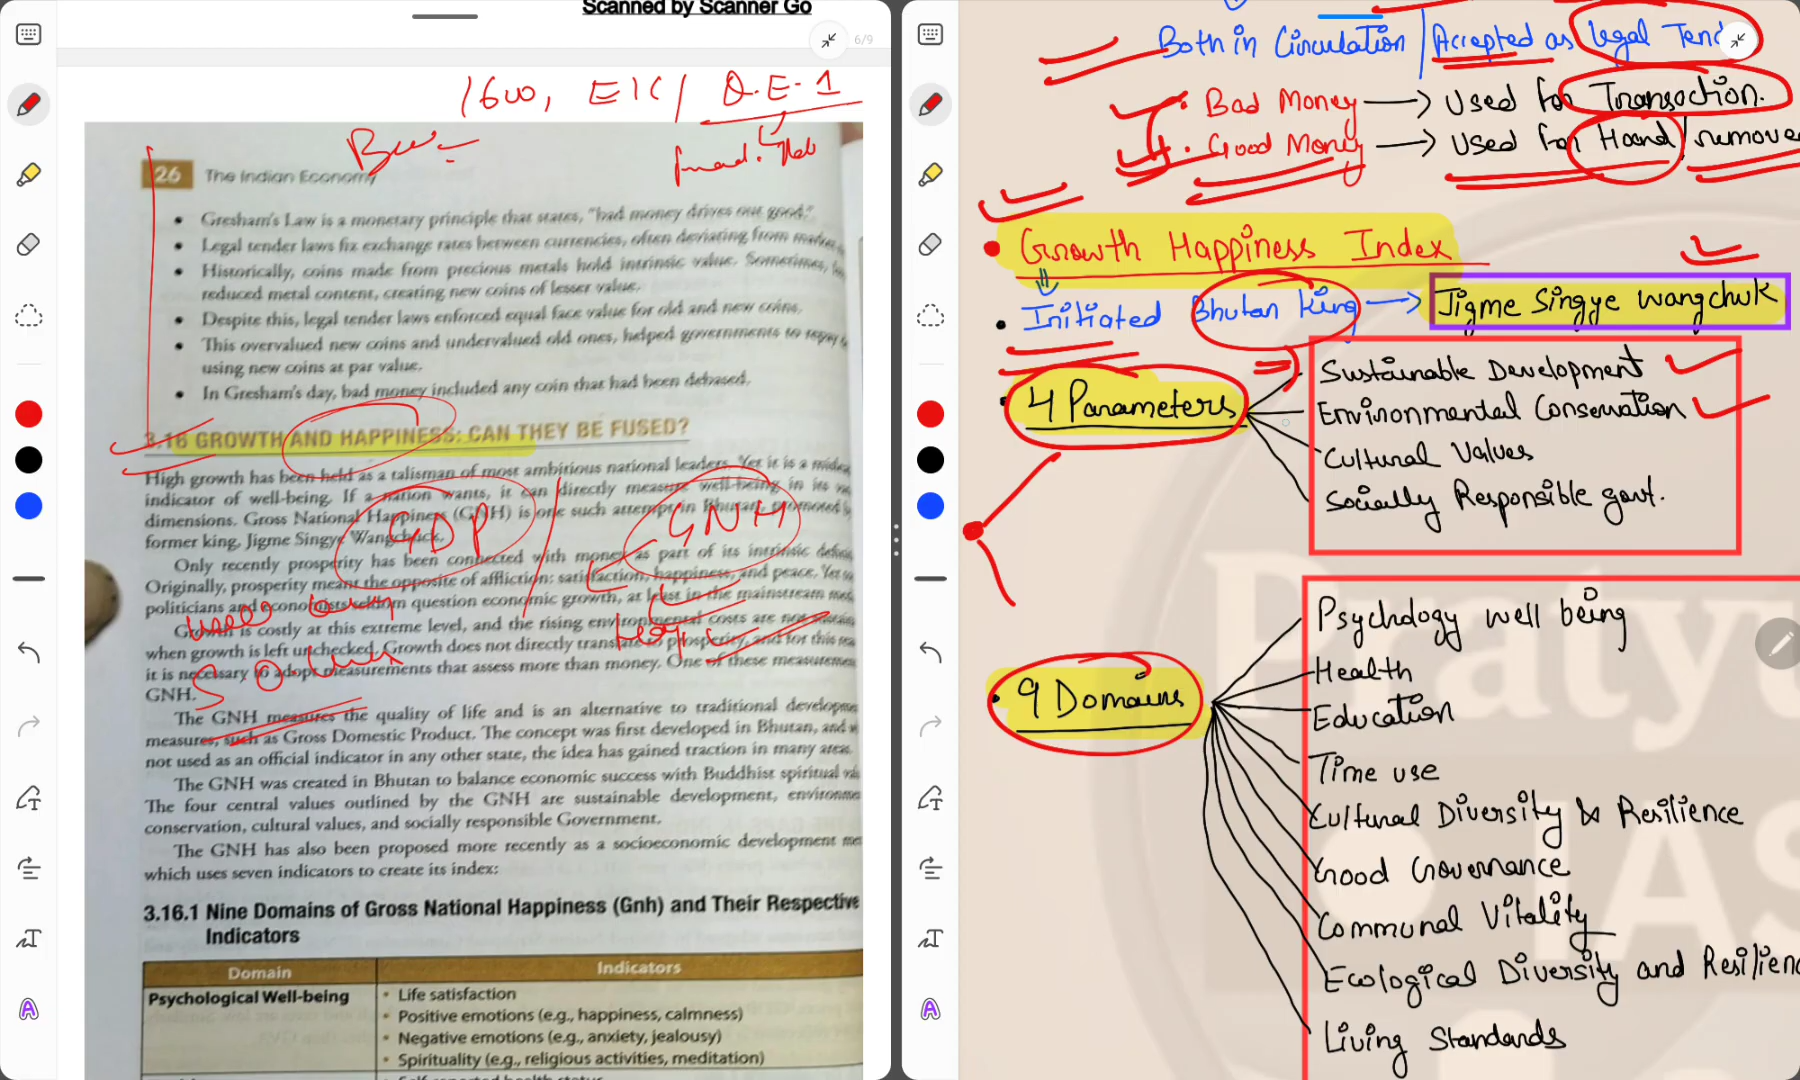 Scanned by Scanner Go
6/9
1600, EIC/ Q.E-1
26 The Indian Economy
• Gresham's Law is a monetary principle that states, "bad money drives out good."
• Legal tender laws fix exchange rates between currencies, often deviating from
• Historically, coins made from precious metals hold intrinsic value. Sometimes,
reduced metal content, creating new coins of lesser value.
• Despite this, legal tender laws enforced equal face value for old and new coins.
• This overvalued new coins and undervalued old ones, helped governments to repay
using new coins at par value.
• In Gresham's day, bad money included any coin that had been debased.
3.16 GROWTH AND HAPPINESS: CAN THEY BE FUSED?
High growth has been held as a talisman of most ambitious national leaders. Yet it is a
indicator of well-being. If a nation wants, it can directly measure well-being in its
dimensions. Gross National Happiness (GNH) is one such attempt in Bhutan, promoted
former king, Jigme Singye Wangchuck.
GDP / GNH
Only recently prosperity has been connected with money as part of its intrinsic
Originally, prosperity meant the opposite of affliction: satisfaction, happiness, and peace. Yet
politicians and economists seldom question economic growth, at least in the mainstream
Growth is costly at this extreme level, and the rising environmental costs are not
when growth is left unchecked. Growth does not directly translate to prosperity, and for this
it is necessary to adopt measurements that assess more than money. One of these
GNH.
The GNH measures the quality of life and is an alternative to traditional
measures, such as Gross Domestic Product. The concept was first developed in Bhutan, and
not used as an official indicator in any other state, the idea has gained traction in many areas.
The GNH was created in Bhutan to balance economic success with Buddhist spiritual
The four central values outlined by the GNH are sustainable development,
conservation, cultural values, and socially responsible Government.
The GNH has also been proposed more recently as a socioeconomic development
which uses seven indicators to create its index:
3.16.1 Nine Domains of Gross National Happiness (Gnh) and Their Respective
Indicators
Domain Indicators
Psychological Well-being • Life satisfaction
• Positive emotions (e.g., happiness, calmness)
• Negative emotions (e.g., anxiety, jealousy)
• Spirituality (e.g., religious activities, meditation)
Both in Circulation | Accepted as Legal
• Bad Money → Used for Transaction.
• Good Money → Used for Hoard/remove
• Growth Happiness Index
• Initiated Bhutan King → Jigme Singye Wangchuk
• 4 Parameters
Sustainable Development
Environmental Conservation
Cultural Values
Socially Responsible govt.
• 9 Domains
Psychology well being
Health
Education
Time use
Cultural Diversity & Resilience
Good Governance
Communal Vitality
Ecological Diversity and Resilien
Living Standards